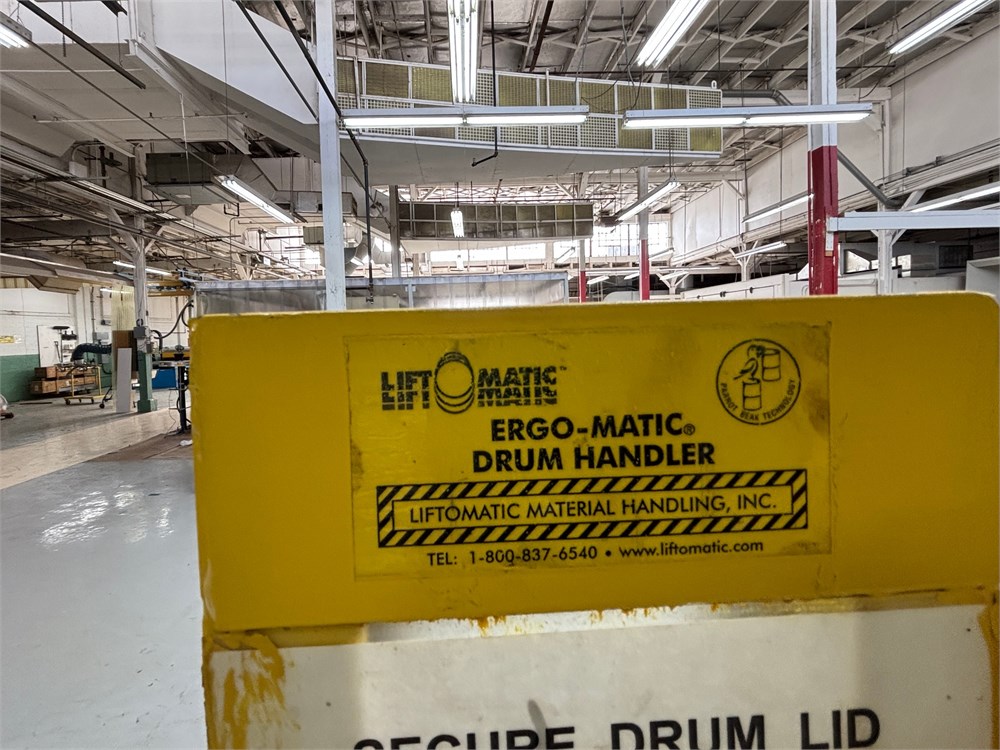 LIFTOMATIC™
PARROT BEAK TECHNOLOGY
ERGO-MATIC®
DRUM HANDLER
LIFTOMATIC MATERIAL HANDLING, INC.
TEL: 1-800-837-6540 • www.liftomatic.com
SECURE DRUM LID